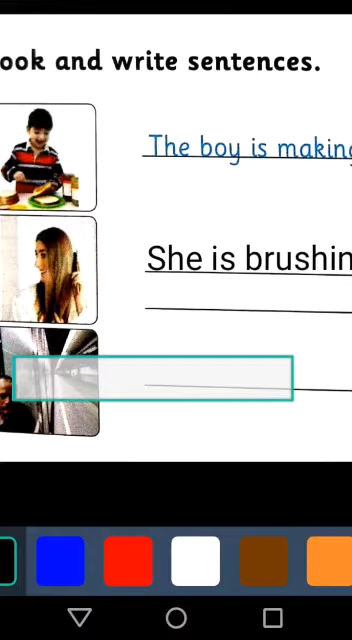 ook and write sentences.
The boy is making
She is brushin